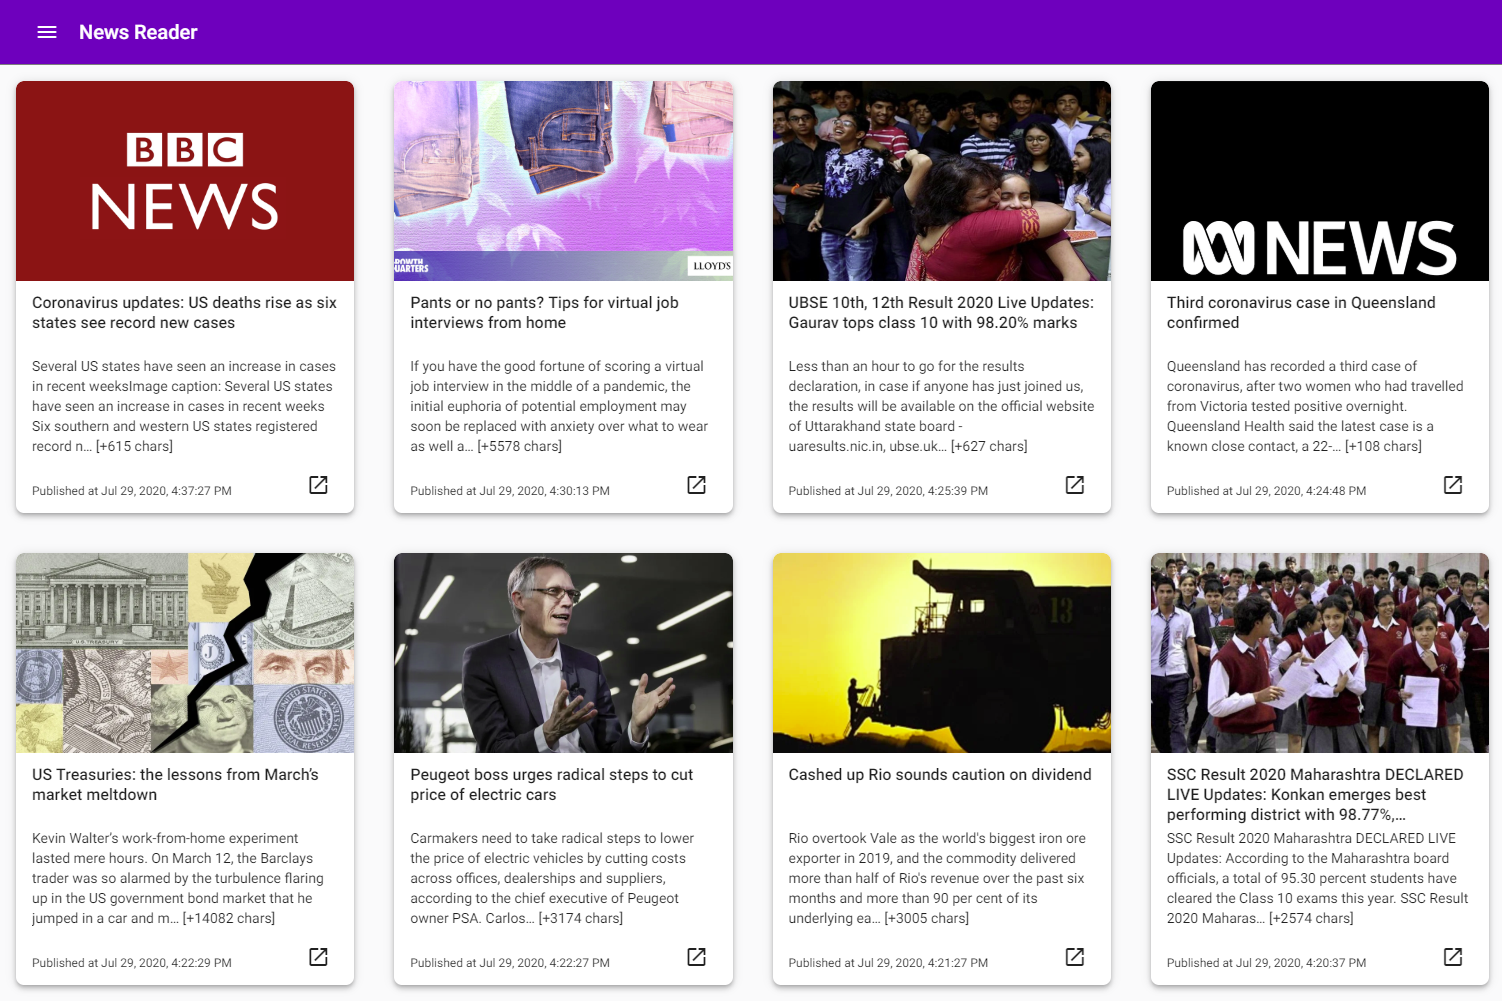 News Reader
BBC
NEWS
GROWTH
QUARTERS
LLOYD'S
NEWS
Coronavirus updates: US deaths rise as six
states see record new cases
Several US states have seen an increase in cases
in recent weeksImage caption: Several US states
have seen an increase in cases in recent weeks
Six southern and western US states registered
record n… [+615 chars]
Published at Jul 29, 2020, 4:37:27 PM
Pants or no pants? Tips for virtual job
interviews from home
If you have the good fortune of scoring a virtual
job interview in the middle of a pandemic, the
initial euphoria of potential employment may
soon be replaced with anxiety over what to wear
as well a… [+5578 chars]
Published at Jul 29, 2020, 4:30:13 PM
UBSE 10th, 12th Result 2020 Live Updates:
Gaurav tops class 10 with 98.20% marks
Less than an hour to go for the results
declaration, in case if anyone has just joined us,
the results will be available on the official website
of Uttarakhand state board -
uaresults.nic.in, ubse.uk… [+627 chars]
Published at Jul 29, 2020, 4:25:39 PM
Third coronavirus case in Queensland
confirmed
Queensland has recorded a third case of
coronavirus, after two women who had travelled
from Victoria tested positive overnight.
Queensland Health said the latest case is a
known close contact, a 22-… [+108 chars]
Published at Jul 29, 2020, 4:24:48 PM
U.S. TREASURY
J
UNITED STATES
FEDERAL RESERVE
13
US Treasuries: the lessons from March's
market meltdown
Kevin Walter's work-from-home experiment
lasted mere hours. On March 12, the Barclays
trader was so alarmed by the turbulence flaring
up in the US government bond market that he
jumped in a car and m… [+14082 chars]
Published at Jul 29, 2020, 4:22:29 PM
Peugeot boss urges radical steps to cut
price of electric cars
Carmakers need to take radical steps to lower
the price of electric vehicles by cutting costs
across offices, dealerships and suppliers,
according to the chief executive of Peugeot
owner PSA. Carlos… [+3174 chars]
Published at Jul 29, 2020, 4:22:27 PM
Cashed up Rio sounds caution on dividend
Rio overtook Vale as the world's biggest iron ore
exporter in 2019, and the commodity delivered
more than half of Rio's revenue over the past six
months and more than 90 per cent of its
underlying ea… [+3005 chars]
Published at Jul 29, 2020, 4:21:27 PM
SSC Result 2020 Maharashtra DECLARED
LIVE Updates: Konkan emerges best
performing district with 98.77%,…
SSC Result 2020 Maharashtra DECLARED LIVE
Updates: According to the Maharashtra board
officials, a total of 95.30 percent students have
cleared the Class 10 exams this year. SSC Result
2020 Maharas… [+2574 chars]
Published at Jul 29, 2020, 4:20:37 PM